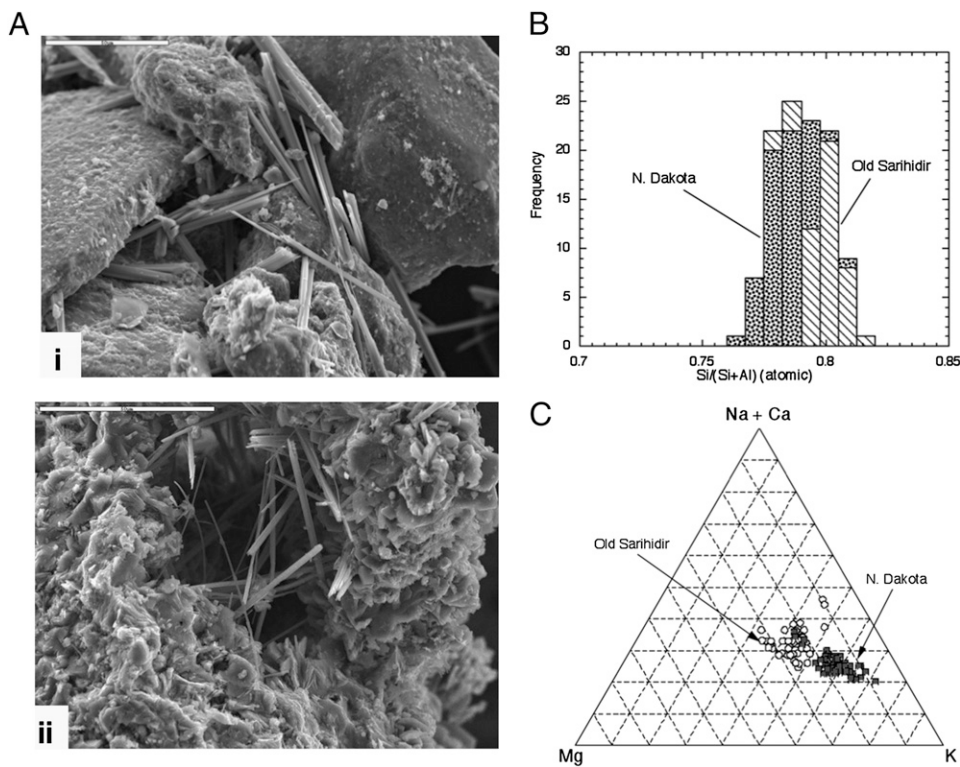 A
i
ii
B
30
25
20
15
10
5
0
Frequency
N. Dakota
Old Sarihidir
0.7
0.75
0.8
0.85
Si/(Si+Al) (atomic)
C
Na + Ca
Old Sarihidir
N. Dakota
Mg
K